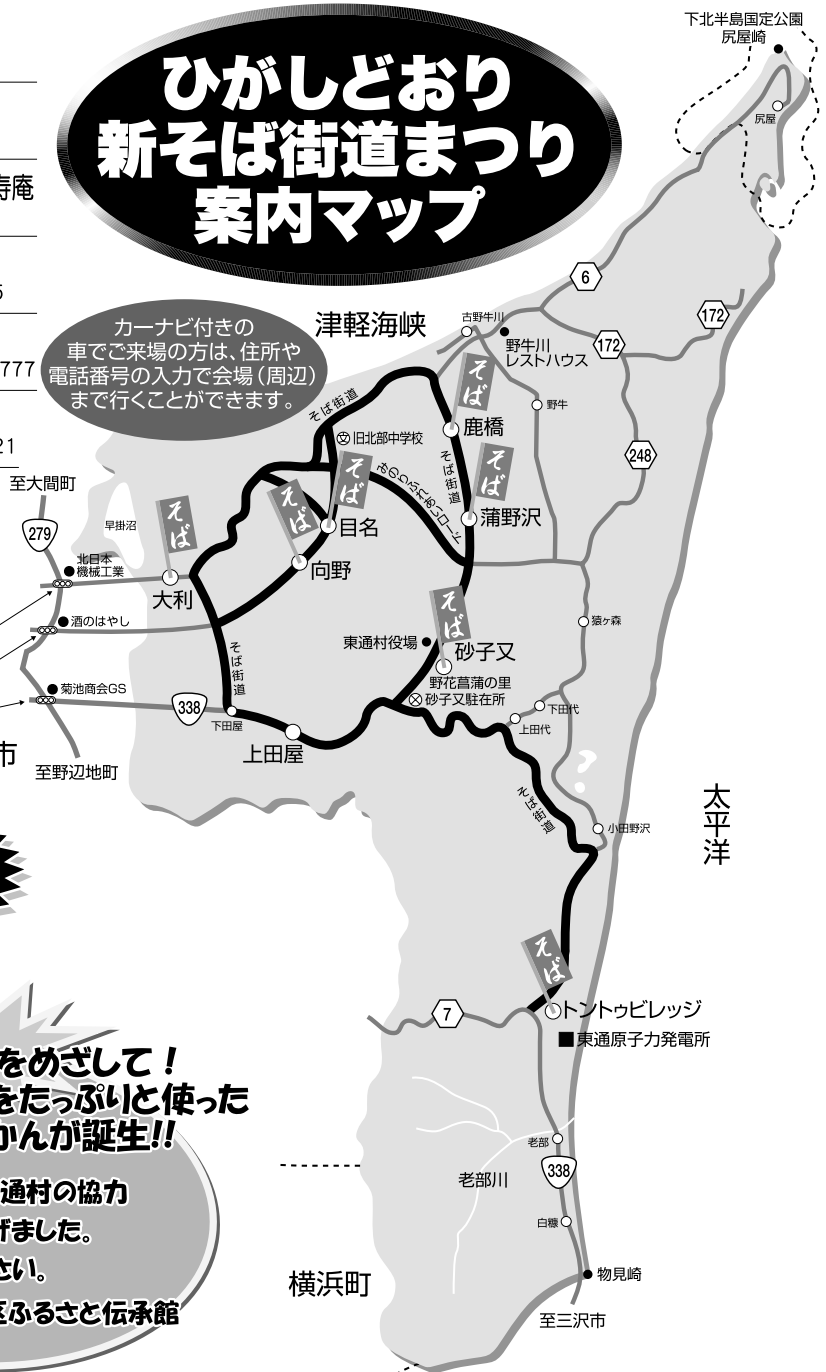 ひがしどおり
新そば街道まつり
案内マップ
下北半島国定公園
尻屋崎
尻屋
寿庵
5
777
21
カーナビ付きの
車でご来場の方は、住所や
電話番号の入力で会場（周辺）
まで行くことができます。
津軽海峡
6
172
172
古野牛川
野牛川
レストハウス
野牛
248
そば街道
旧北部中学校
そば
鹿橋
そば街道
そば
蒲野沢
みのりふれあいロード
至大間町
279
早掛沼
北日本
機械工業
そば
大利
そば
目名
そば
向野
酒のはやし
猿ヶ森
そば
東通村役場
砂子又
野花菖蒲の里
砂子又駐在所
そば街道
菊池商会GS
338
下田屋
上田屋
下田代
上田代
市
至野辺地町
そば街道
太平洋
小田野沢
そば
トントゥビレッジ
7
東通原子力発電所
をめざして！
をたっぷりと使った
かんが誕生!!
通村の協力
げました。
さい。
区ふるさと伝承館
老部
338
老部川
白糠
横浜町
物見崎
至三沢市